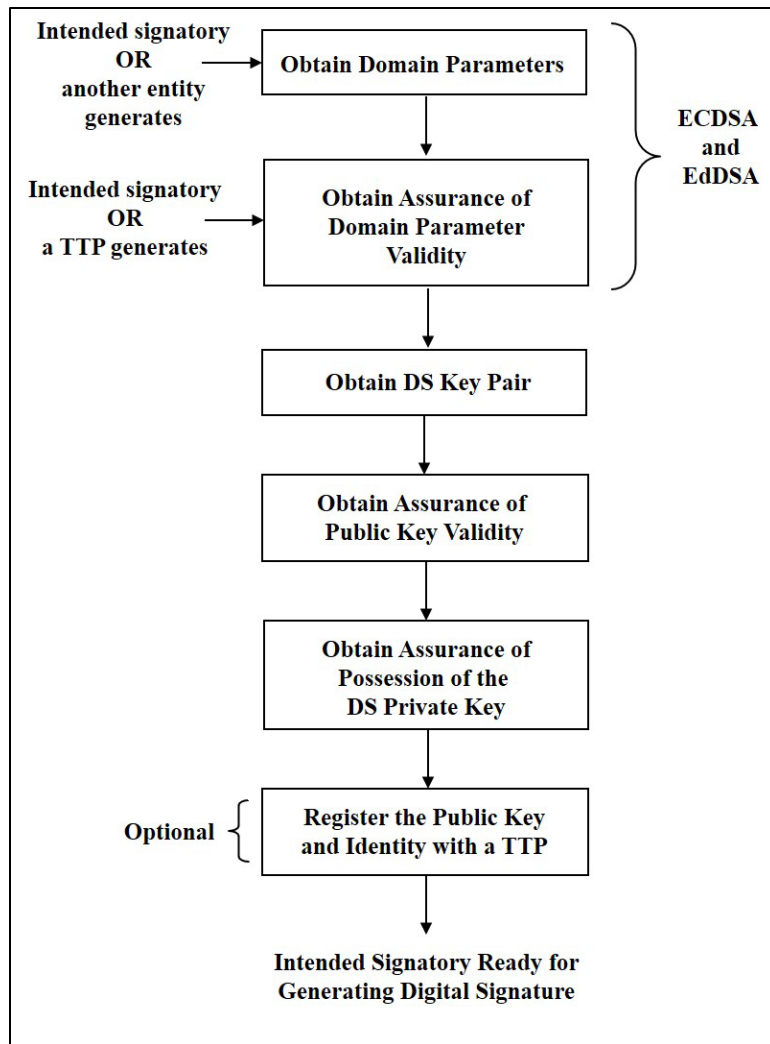 Intended signatory
OR
another entity
generates
Obtain Domain Parameters
ECDSA
and
EdDSA
Intended signatory
OR
a TTP generates
Obtain Assurance of
Domain Parameter
Validity
Obtain DS Key Pair
Obtain Assurance of
Public Key Validity
Obtain Assurance of
Possession of the
DS Private Key
Optional
Register the Public Key
and Identity with a TTP
Intended Signatory Ready for
Generating Digital Signature